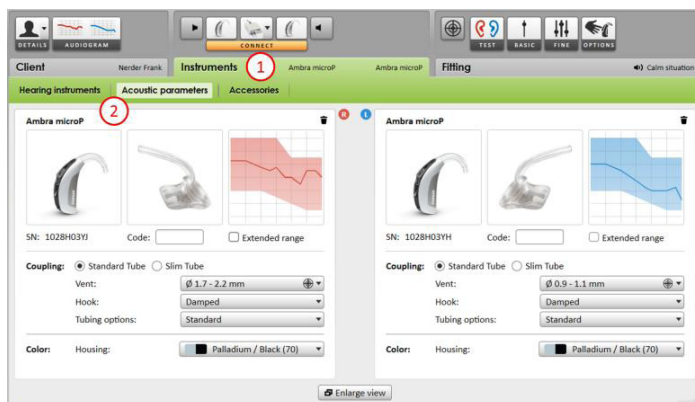 DETAILS AUDIOGRAM CONNECT TEST BASIC FINE OPTIONS
Client Nerder Frank Instruments 1 Ambra microP Ambra microP Fitting Calm situation
Hearing instruments Acoustic parameters Accessories
2
Ambra microP R L Ambra microP
SN: 1028H03YJ Code: Extended range SN: 1028H03YH Code: Extended range
Coupling: Standard Tube Slim Tube Coupling: Standard Tube Slim Tube
Vent: Ø 1.7 - 2.2 mm Vent: Ø 0.9 - 1.1 mm
Hook: Damped Hook: Damped
Tubing options: Standard Tubing options: Standard
Color: Housing: Palladium / Black (70) Color: Housing: Palladium / Black (70)
Enlarge view